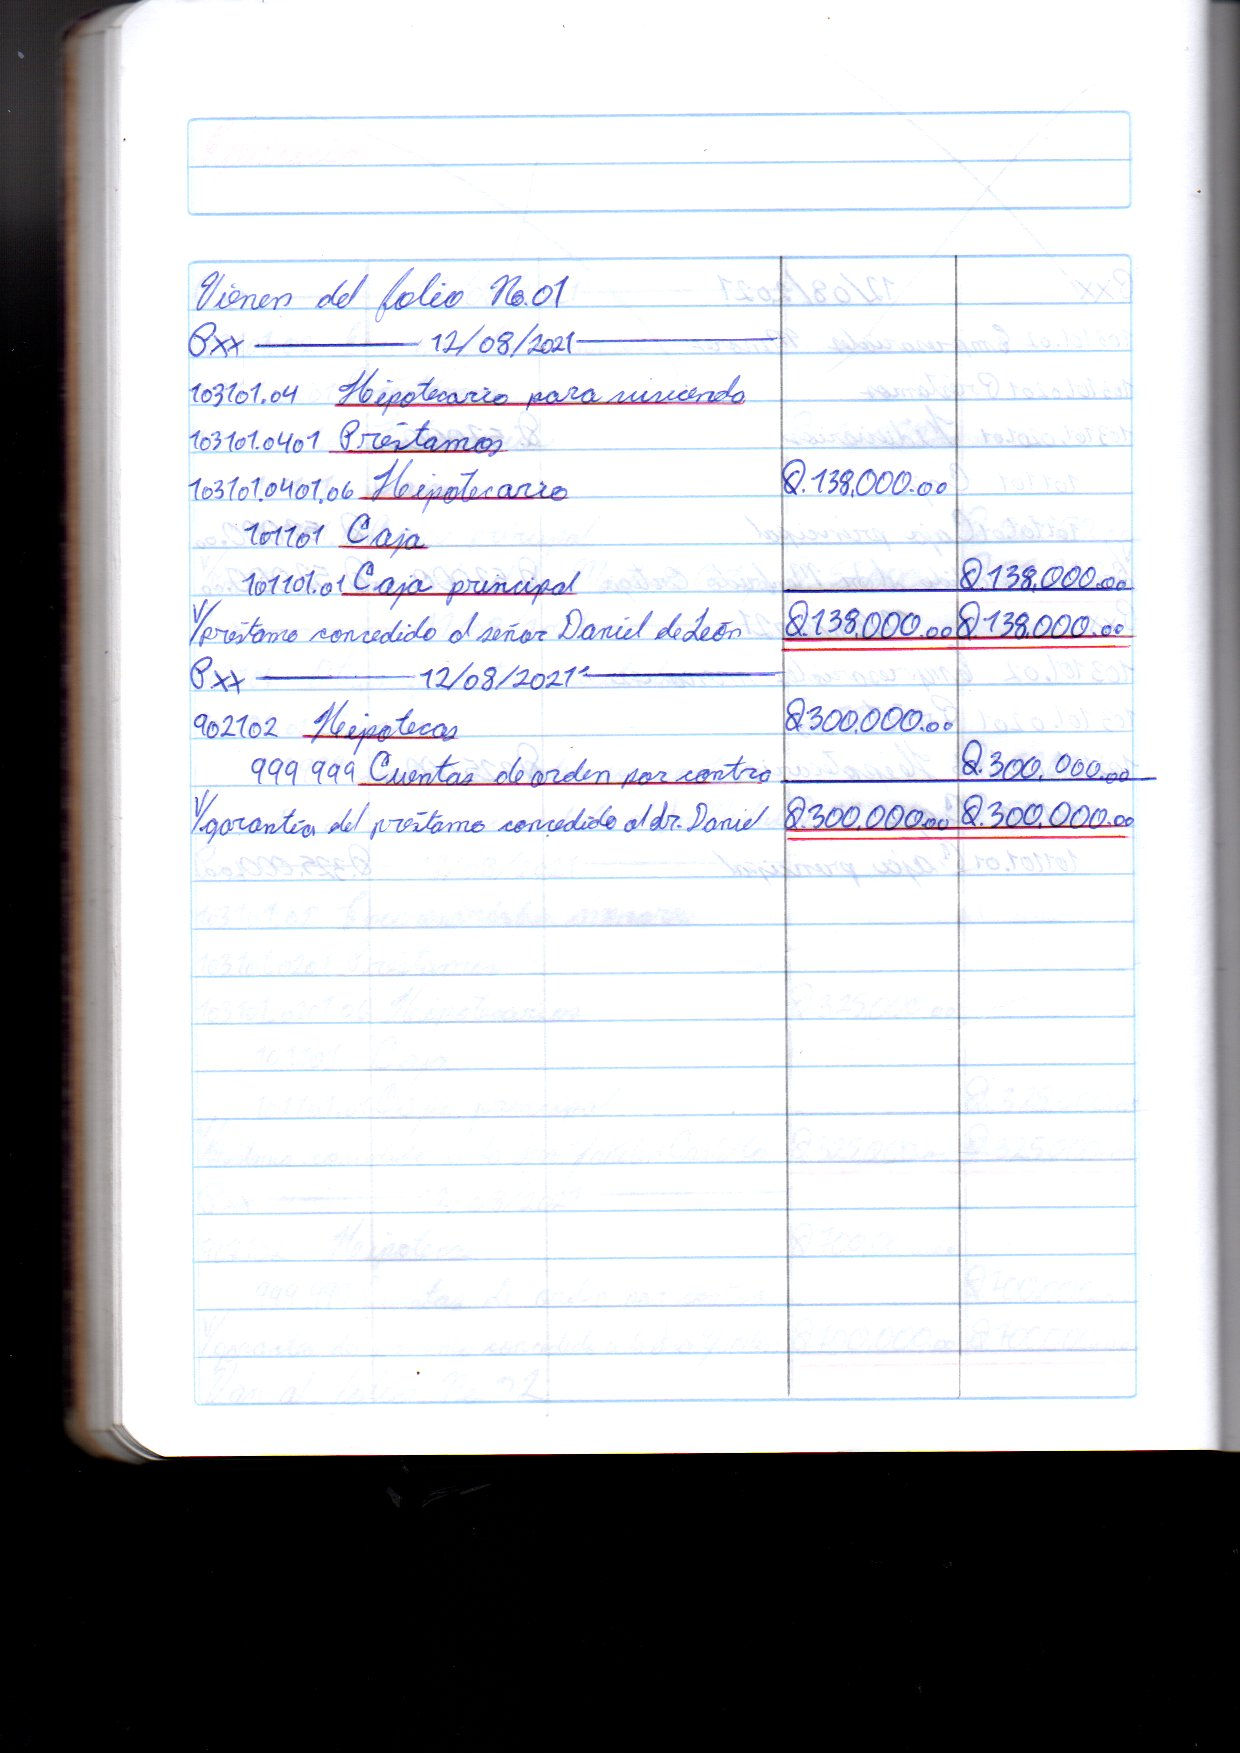 Vienen del folio No.01
Pxx 12/08/2021
103101.04 Hipotecario para vivienda
103101.0401 Préstamos
103101.0401.06 Hipotecario Q.138,000.00
101101 Caja
101101.01 Caja principal Q.138,000.00
V/préstamo concedido al señor Daniel de León Q.138,000.00 Q.138,000.00
Pxx 12/08/2021
902102 Hipotecas Q.300,000.00
999 999 Cuentas de orden por contra Q.300,000.00
V/garantía del préstamo concedido al sr. Daniel Q.300,000.00 Q.300,000.00